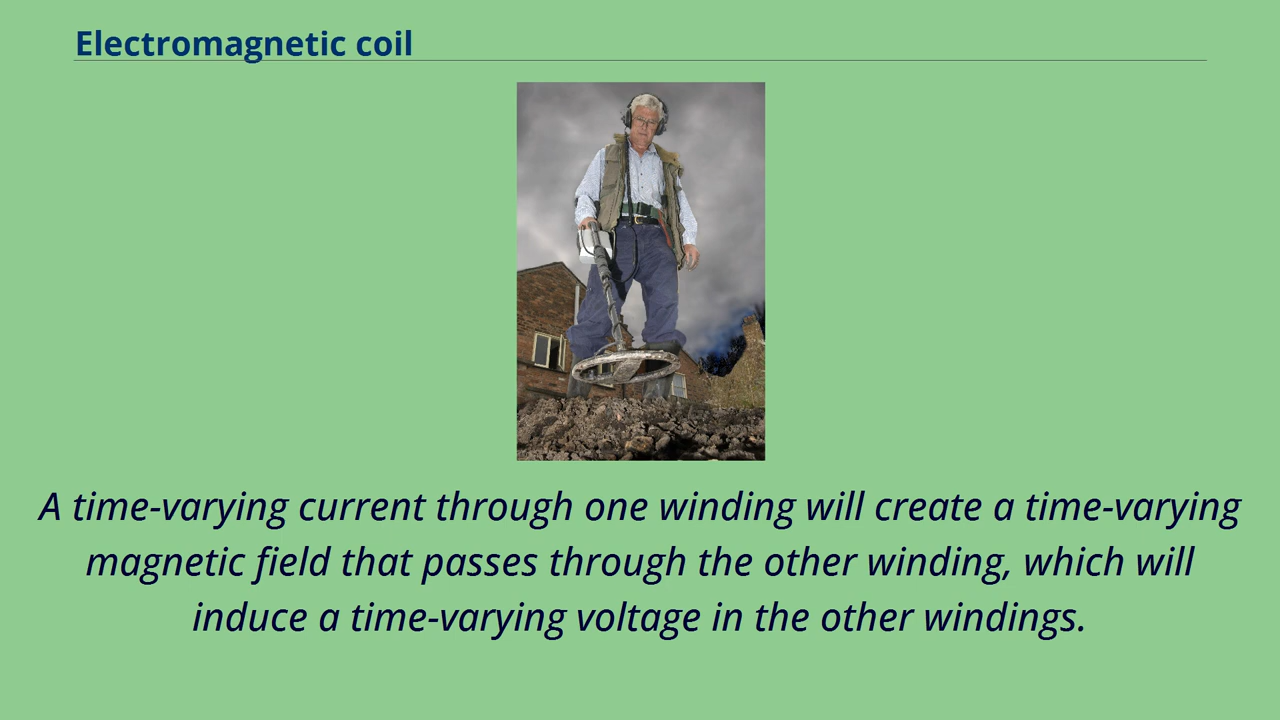 Electromagnetic coil
A time-varying current through one winding will create a time-varying
magnetic field that passes through the other winding, which will
induce a time-varying voltage in the other windings.